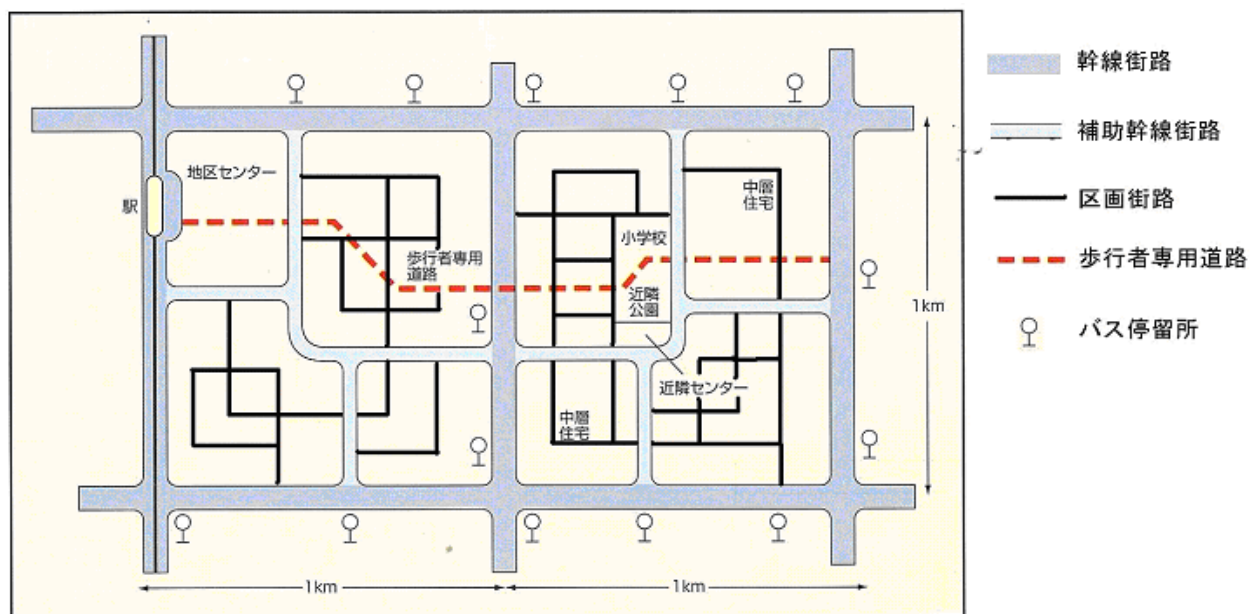 幹線街路
補助幹線街路
区画街路
歩行者専用道路
バス停留所
地区センター
駅
歩行者専用
道路
中層
住宅
小学校
近隣
公園
近隣センター
中層
住宅
1km
1km
1km